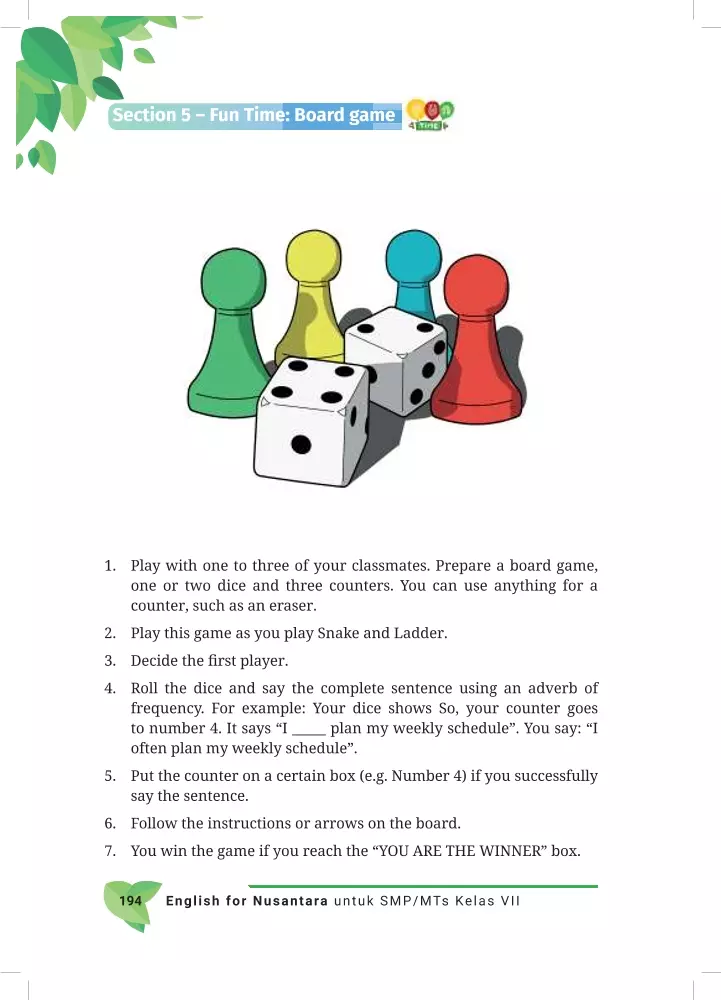 Section 5 – Fun Time: Board game
FUN
TIME
1. Play with one to three of your classmates. Prepare a board game,
one or two dice and three counters. You can use anything for a
counter, such as an eraser.
2. Play this game as you play Snake and Ladder.
3. Decide the first player.
4. Roll the dice and say the complete sentence using an adverb of
frequency. For example: Your dice shows So, your counter goes
to number 4. It says “I _____ plan my weekly schedule”. You say: “I
often plan my weekly schedule”.
5. Put the counter on a certain box (e.g. Number 4) if you successfully
say the sentence.
6. Follow the instructions or arrows on the board.
7. You win the game if you reach the “YOU ARE THE WINNER” box.
194 English for Nusantara untuk SMP/MTs Kelas VII